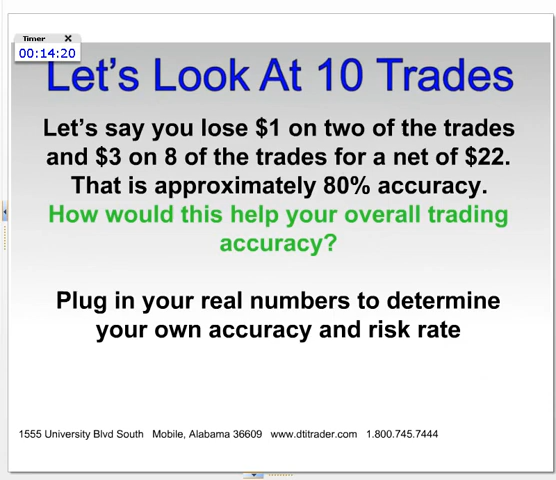 Timer
00:14:20
Let's Look At 10 Trades
Let's say you lose $1 on two of the trades
and $3 on 8 of the trades for a net of $22.
That is approximately 80% accuracy.
How would this help your overall trading
accuracy?
Plug in your real numbers to determine
your own accuracy and risk rate
1555 University Blvd South Mobile, Alabama 36609 www.dtitrader.com 1.800.745.7444